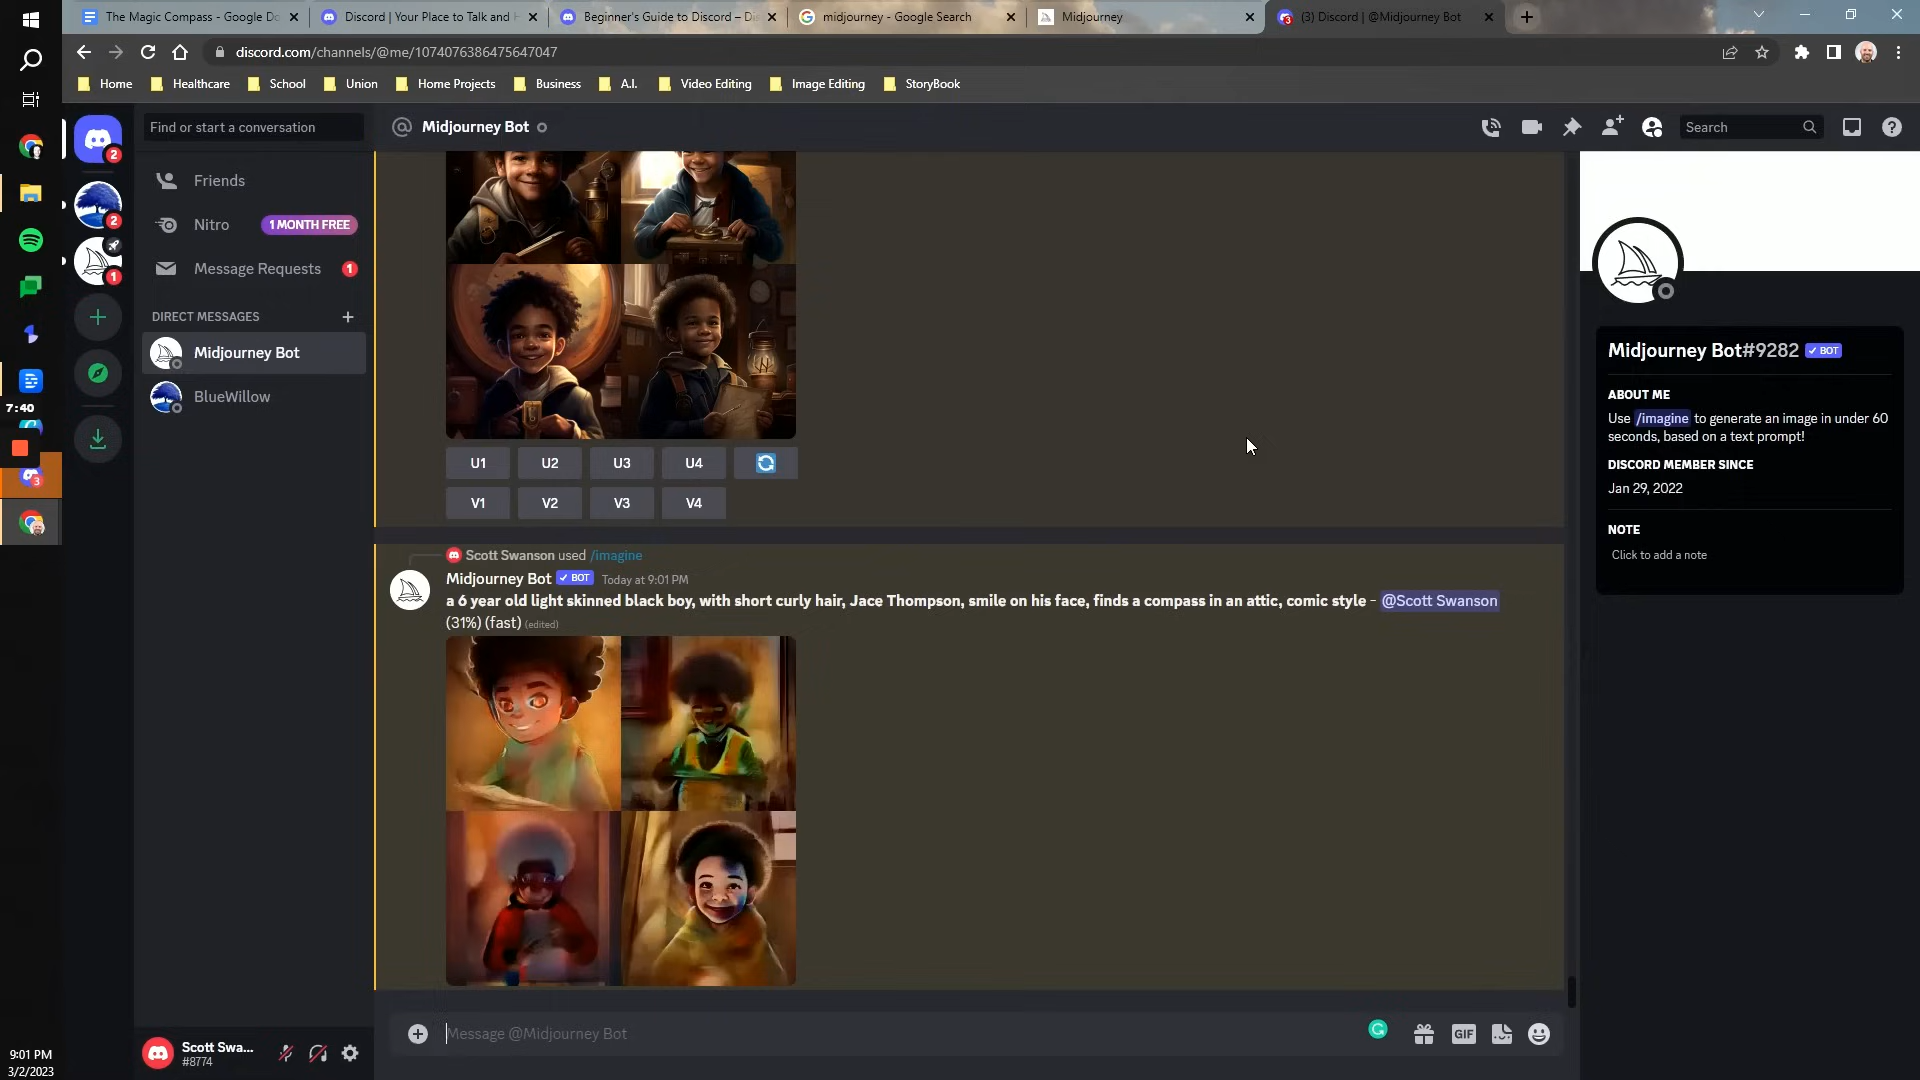 The Magic Compass - Google Do
Discord | Your Place to Talk and H
Beginner's Guide to Discord – Di
midjourney - Google Search
Midjourney
(3) Discord | @Midjourney Bot
discord.com/channels/@me/1074076386475647047
Home
Healthcare
School
Union
Home Projects
Business
A.I.
Video Editing
Image Editing
StoryBook
Find or start a conversation
Midjourney Bot
Search
2
Friends
2
Nitro
1 MONTH FREE
1
Message Requests
1
DIRECT MESSAGES
Midjourney Bot
BlueWillow
7:40
3
U1
U2
U3
U4
V1
V2
V3
V4
Scott Swanson used /imagine
Midjourney Bot ✓ BOT Today at 9:01 PM
a 6 year old light skinned black boy, with short curly hair, Jace Thompson, smile on his face, finds a compass in an attic, comic style - @Scott Swanson
(31%) (fast) (edited)
Message @Midjourney Bot
GIF
Midjourney Bot#9282 ✓ BOT
ABOUT ME
Use /imagine to generate an image in under 60
seconds, based on a text prompt!
DISCORD MEMBER SINCE
Jan 29, 2022
NOTE
Click to add a note
Scott Swa...
#8774
9:01 PM
3/2/2023